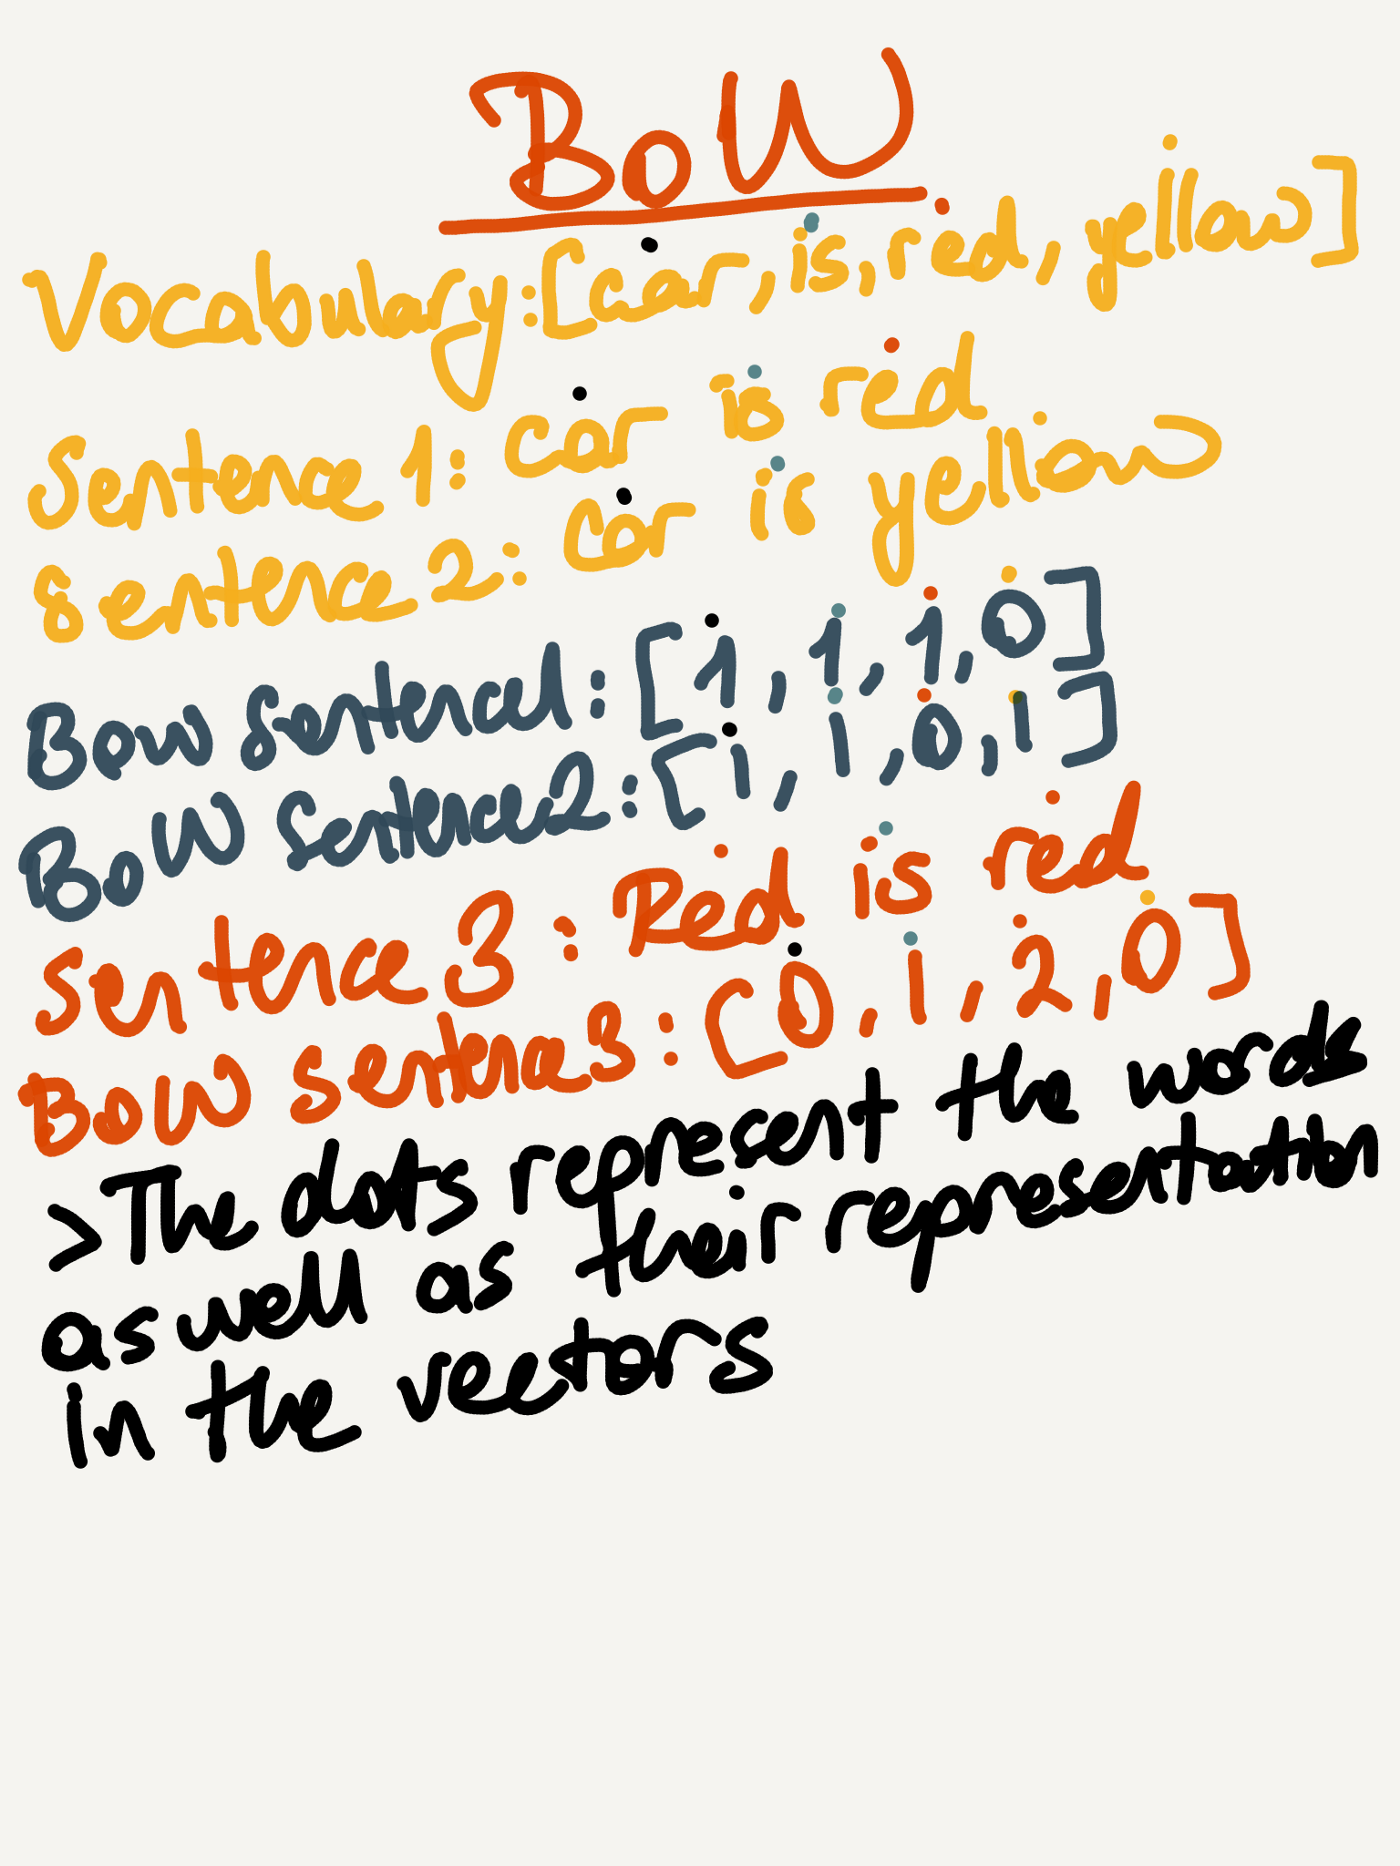 BoW
Vocabulary:[car, is, red, yellow]
Sentence 1: car is red
Sentence 2: car is yellow
BoW Sentence1: [1, 1, 1, 0]
BoW Sentence2: [1, 1, 0, 1]
Sentence 3: Red is red
BoW Sentence3: [0, 1, 2, 0]
>The dots represent the words
as well as their representation
in the vectors